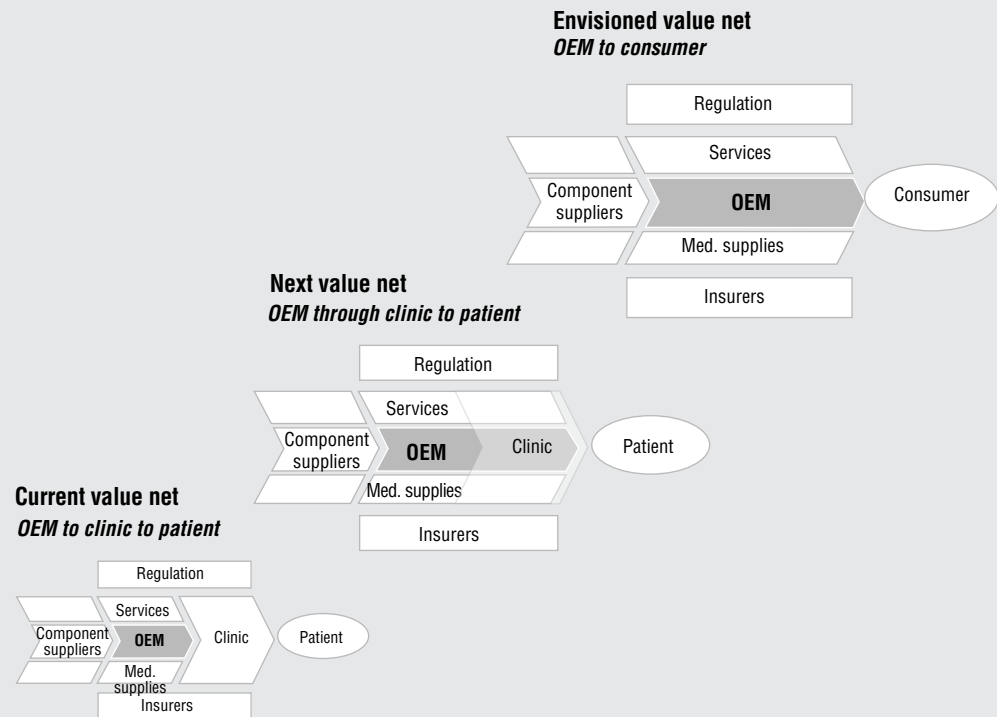 Envisioned value net
OEM to consumer
Regulation
Services
Component
suppliers
OEM
Consumer
Med. supplies
Insurers
Next value net
OEM through clinic to patient
Regulation
Services
Component
suppliers
OEM
Clinic
Patient
Med. supplies
Insurers
Current value net
OEM to clinic to patient
Regulation
Services
Component
suppliers
OEM
Clinic
Patient
Med.
supplies
Insurers